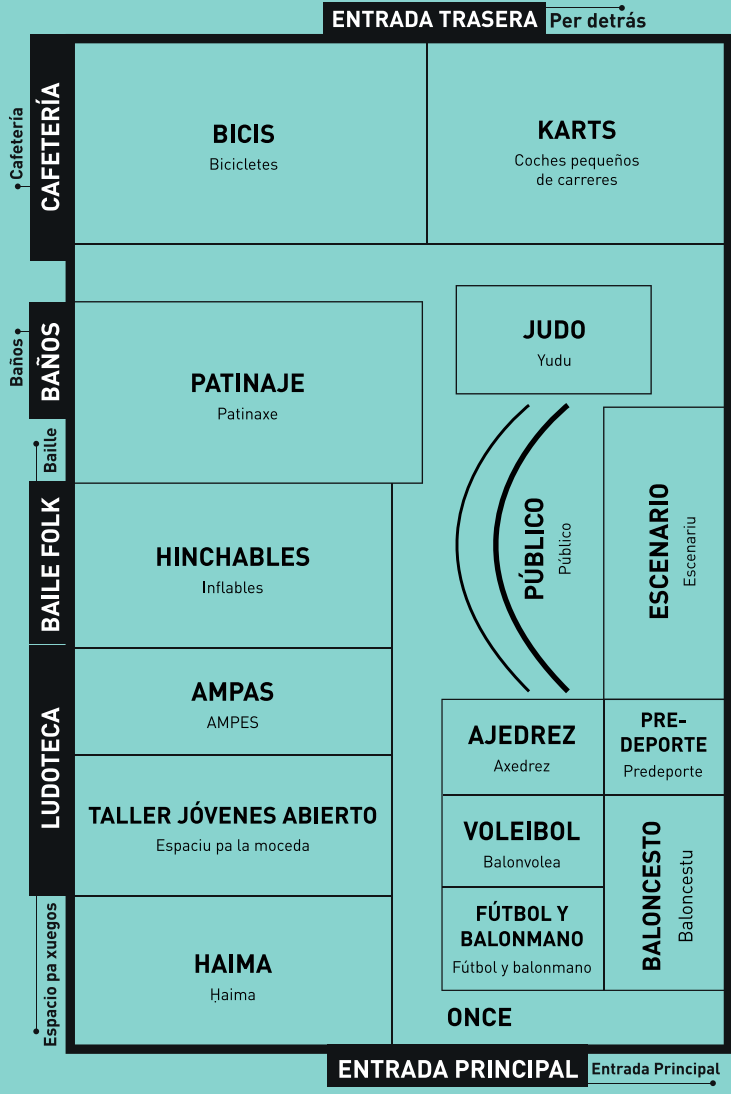 ENTRADA TRASERA Per detrás
CAFETERÍA
Cafetería
BICIS
Bicicletes
KARTS
Coches pequeños
de carreres
BAÑOS
Baños
PATINAJE
Patinaxe
JUDO
Yudu
BAILE FOLK
Baille
HINCHABLES
Inflables
PÚBLICO
Público
ESCENARIO
Escenariu
LUDOTECA
Espacio pa xuegos
AMPAS
AMPES
TALLER JÓVENES ABIERTO
Espaciu pa la moceda
HAIMA
Ḥaima
AJEDREZ
Axedrez
PRE-
DEPORTE
Predeporte
VOLEIBOL
Balonvolea
BALONCESTO
Baloncestu
FÚTBOL Y
BALONMANO
Fútbol y balonmano
ONCE
ENTRADA PRINCIPAL Entrada Principal